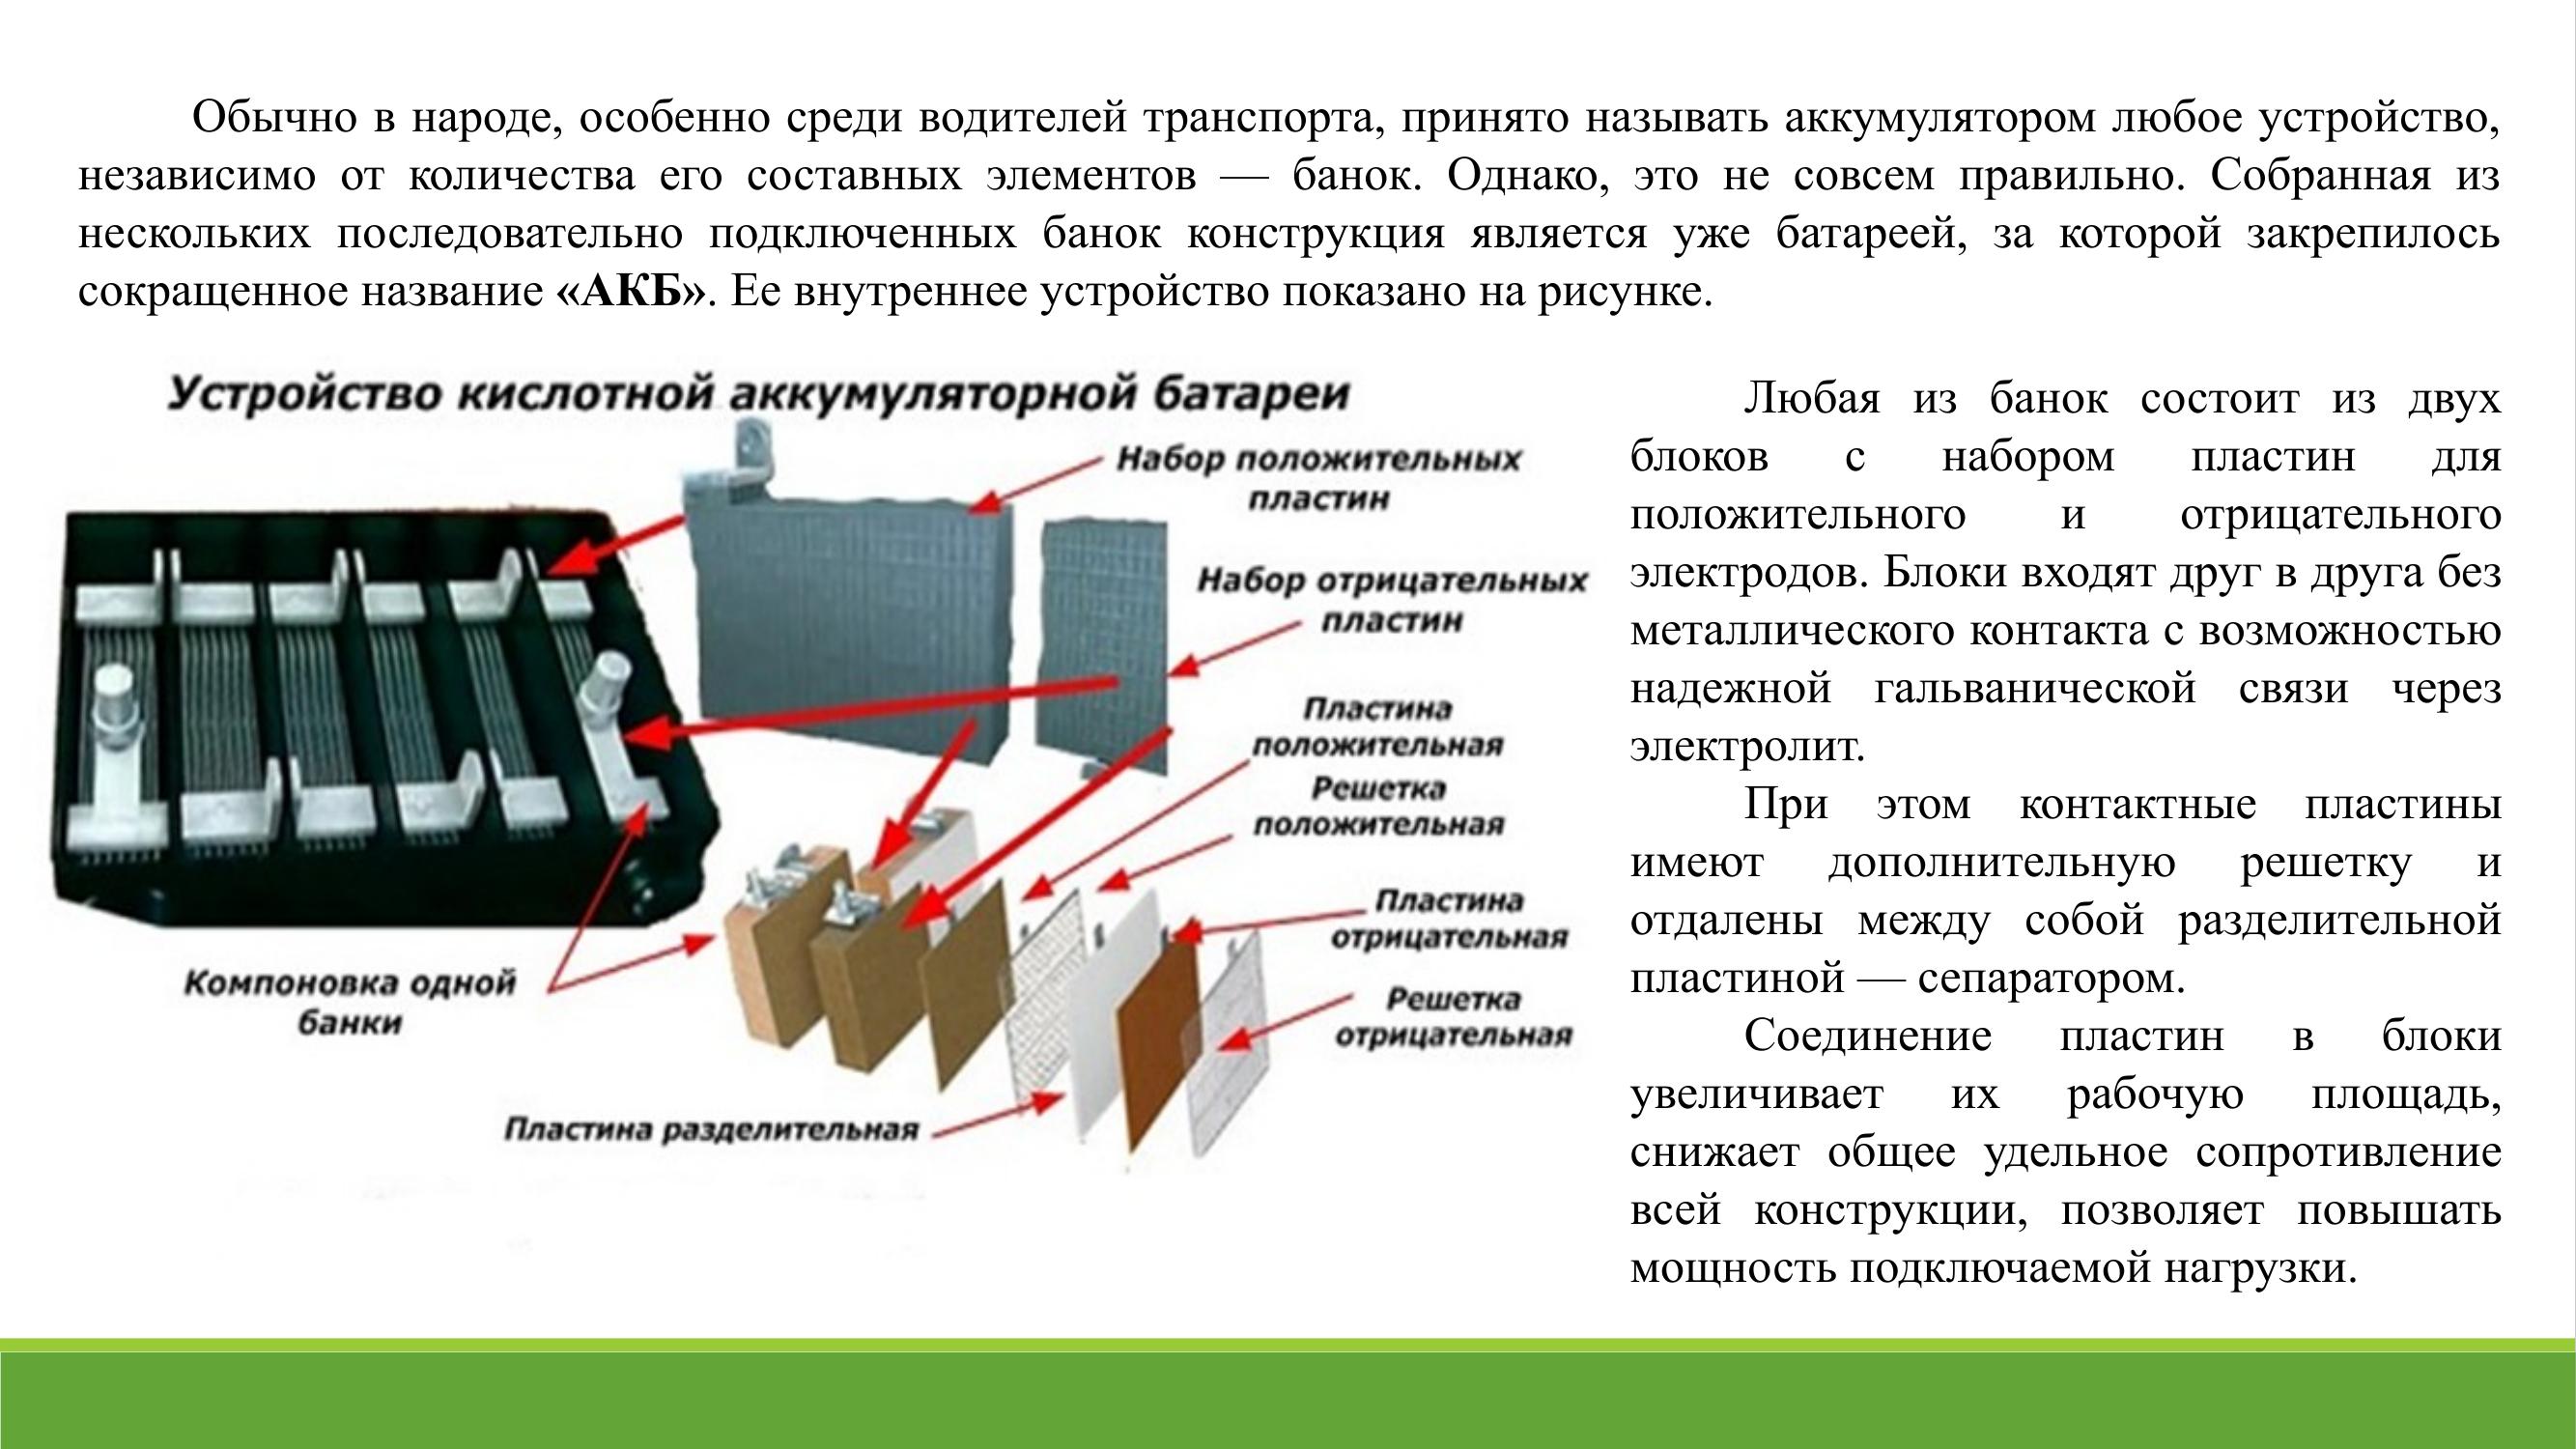 Обычно в народе, особенно среди водителей транспорта, принято называть аккумулятором любое устройство,
независимо от количества его составных элементов — банок. Однако, это не совсем правильно. Собранная из
нескольких последовательно подключенных банок конструкция является уже батареей, за которой закрепилось
сокращенное название «АКБ». Ее внутреннее устройство показано на рисунке.
Устройство кислотной аккумуляторной батареи
Набор положительных
пластин
Набор отрицательных
пластин
Пластина
положительная
Решетка
положительная
Пластина
отрицательная
Решетка
отрицательная
Компоновка одной
банки
Пластина разделительная
Любая из банок состоит из двух
блоков с набором пластин для
положительного и отрицательного
электродов. Блоки входят друг в друга без
металлического контакта с возможностью
надежной гальванической связи через
электролит.
При этом контактные пластины
имеют дополнительную решетку и
отдалены между собой разделительной
пластиной — сепаратором.
Соединение пластин в блоки
увеличивает их рабочую площадь,
снижает общее удельное сопротивление
всей конструкции, позволяет повышать
мощность подключаемой нагрузки.